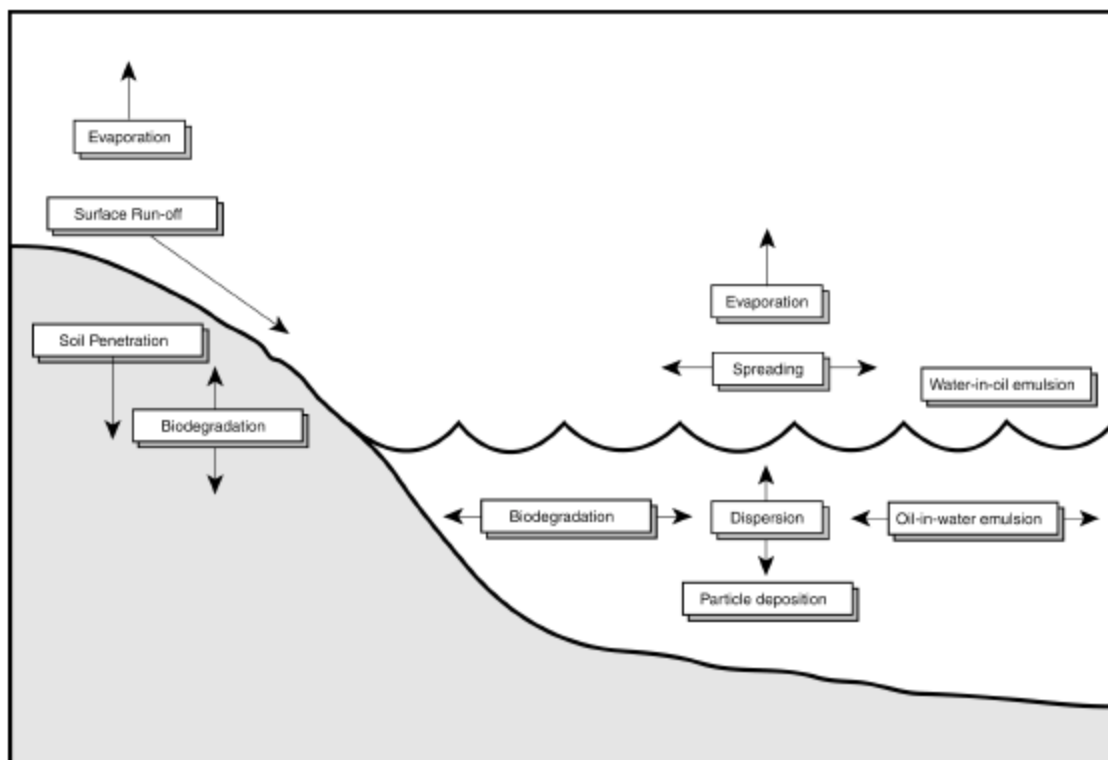 Evaporation
Surface Run-off
Soil Penetration
Biodegradation
Evaporation
Spreading
Water-in-oil emulsion
Biodegradation
Dispersion
Oil-in-water emulsion
Particle deposition